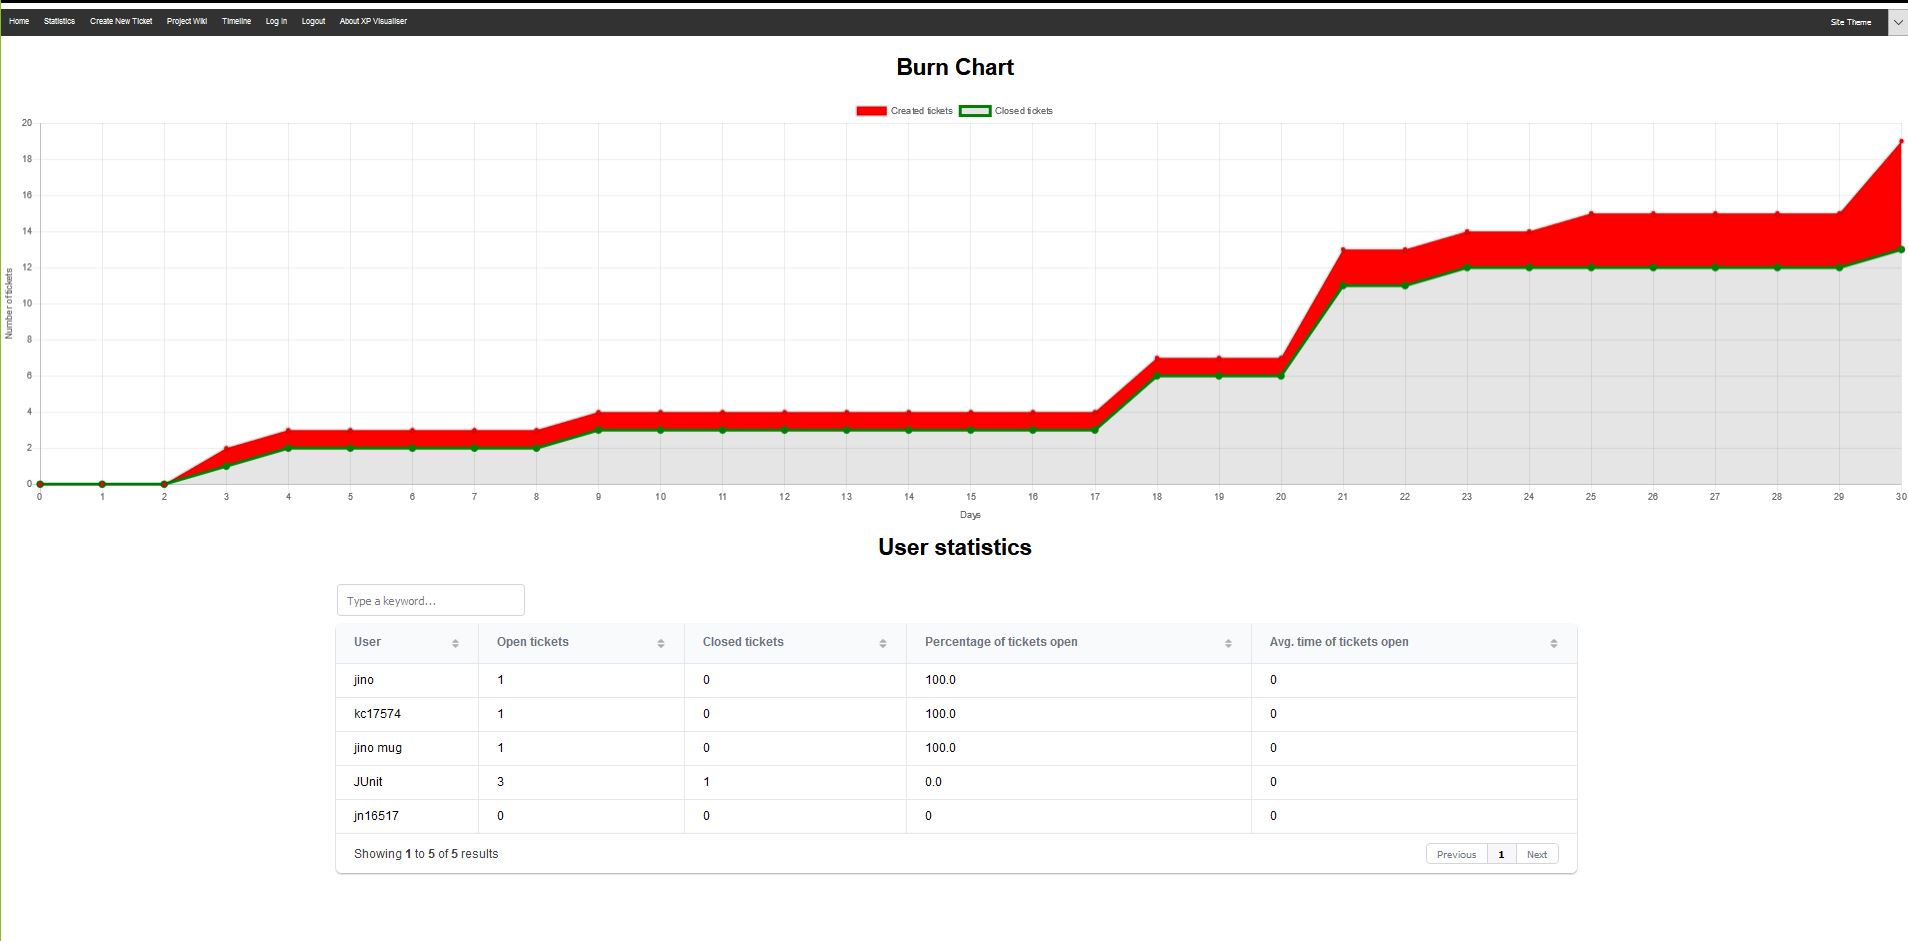 Home Statistics Create New Ticket Project Wiki Timeline Log In Logout About XP Visualiser Site Theme
Burn Chart
Created tickets Closed tickets
20
18
16
14
12
10
8
6
4
2
0
Number of tickets
0 1 2 3 4 5 6 7 8 9 10 11 12 13 14 15 16 17 18 19 20 21 22 23 24 25 26 27 28 29 30
Days
User statistics
Type a keyword...
User Open tickets Closed tickets Percentage of tickets open Avg. time of tickets open
jino 1 0 100.0 0
kc17574 1 0 100.0 0
jino mug 1 0 100.0 0
JUnit 3 1 0.0 0
jn16517 0 0 0 0
Showing 1 to 5 of 5 results Previous 1 Next